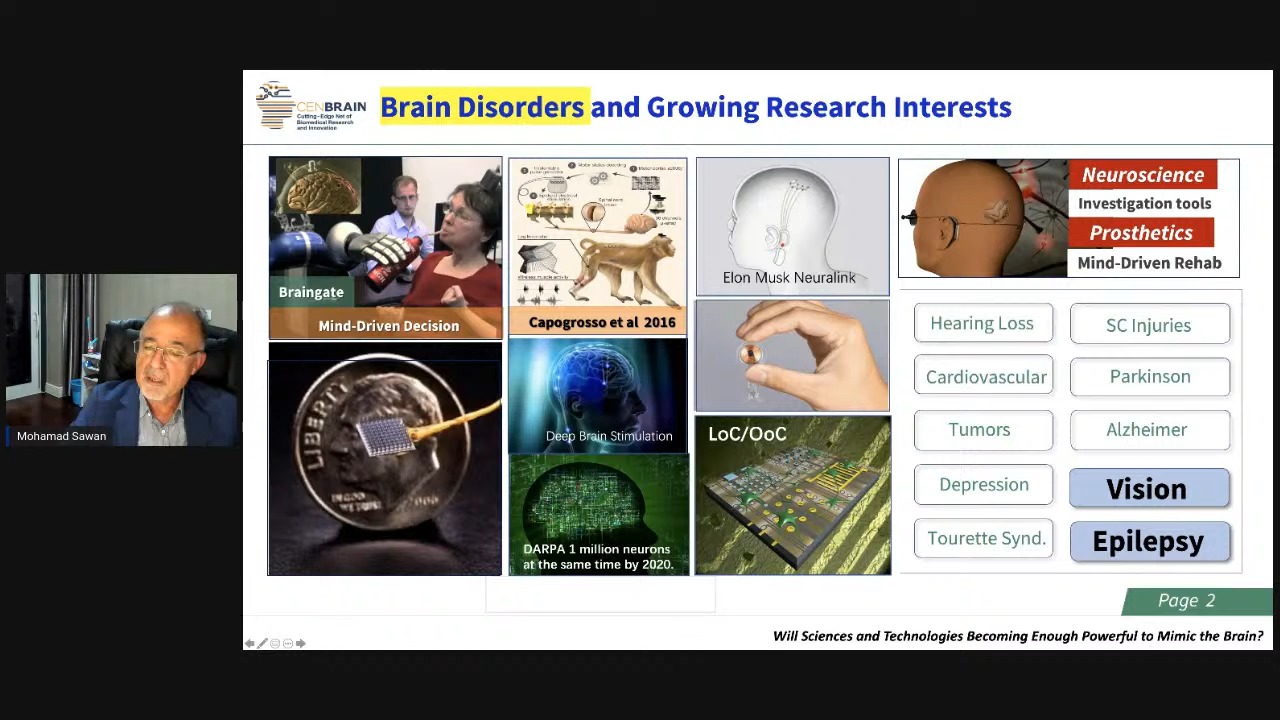 CENBRAIN
Cutting-Edge Net of
Biomedical Research
and Innovation
Brain Disorders and Growing Research Interests
Braingate
Mind-Driven Decision
Capogrosso et al 2016
Elon Musk Neuralink
Neuroscience
Investigation tools
Prosthetics
Mind-Driven Rehab
LIBERTY
Deep Brain Stimulation
DARPA 1 million neurons
at the same time by 2020.
LoC/OoC
Hearing Loss
SC Injuries
Cardiovascular
Parkinson
Tumors
Alzheimer
Depression
Vision
Tourette Synd.
Epilepsy
Mohamad Sawan
Page 2
Will Sciences and Technologies Becoming Enough Powerful to Mimic the Brain?